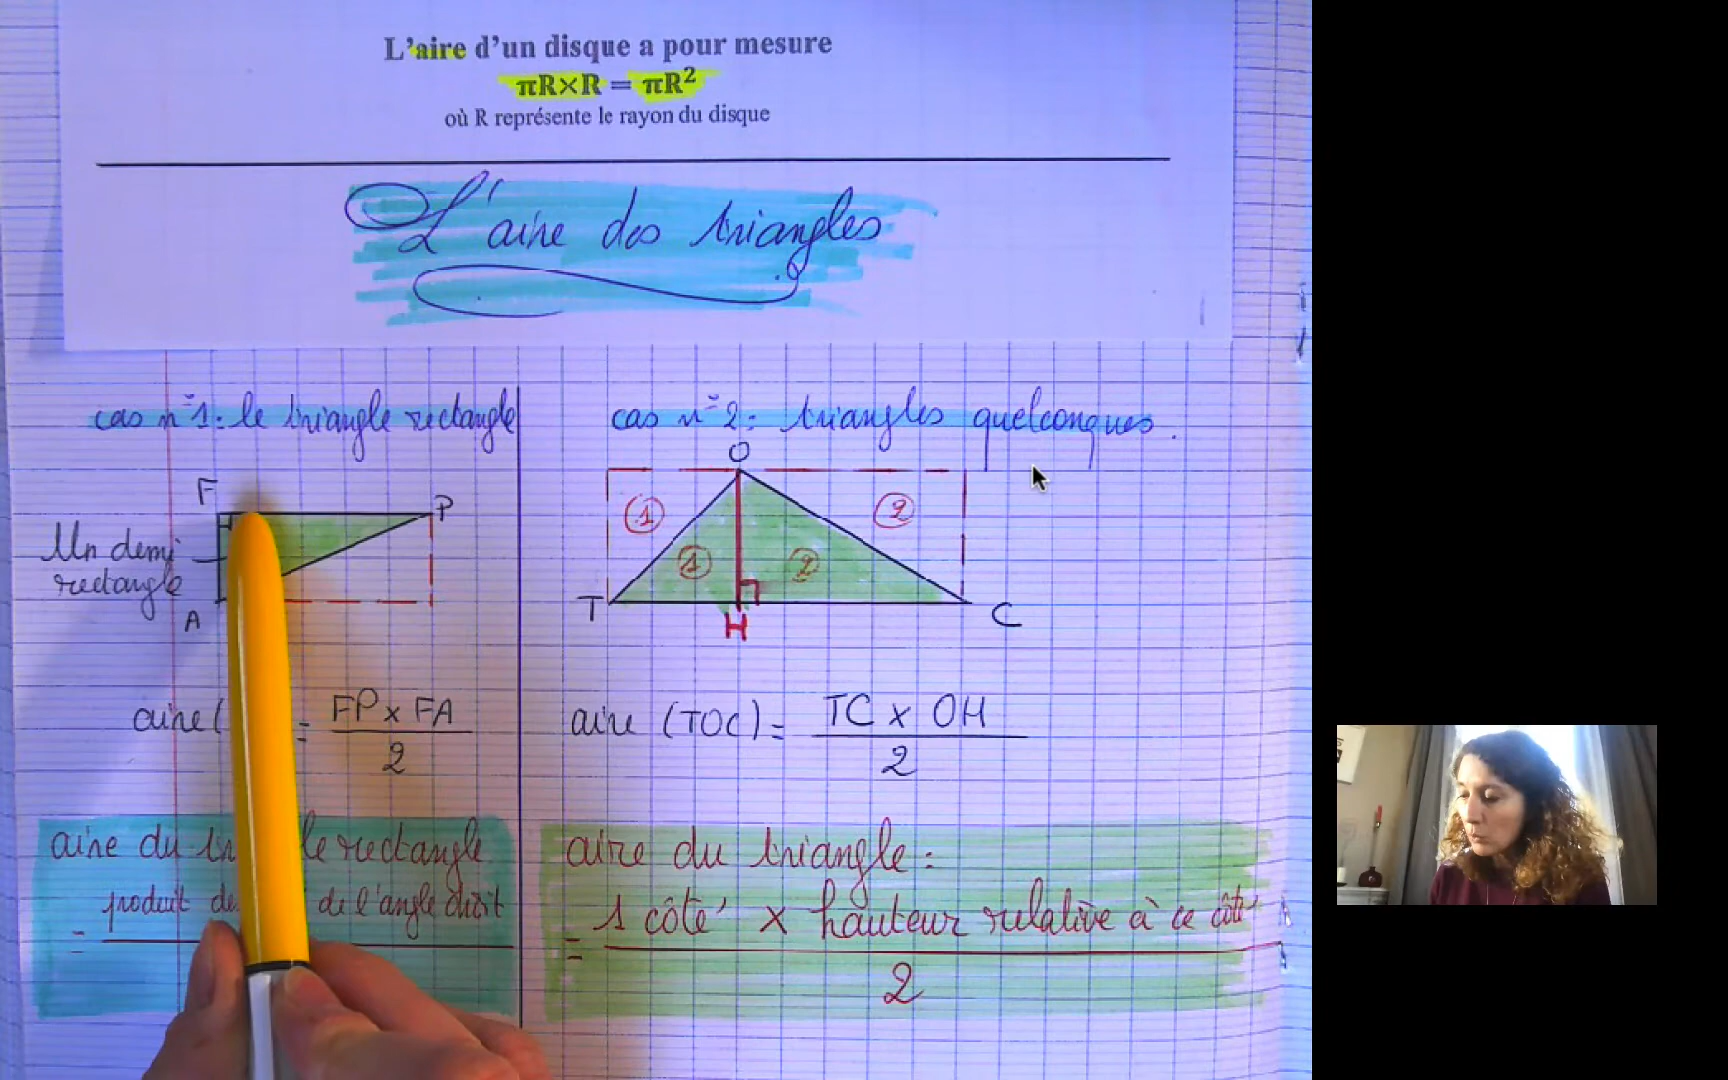 L'aire d'un disque a pour mesure
πR×R = πR²
où R représente le rayon du disque
L'aire des triangles
cas n°1: le triangle rectangle
F
P
Un demi
rectangle
A
aire ( = FP x FA
2
aire du le rectangle
= produit de l'angle droit
cas n°2: triangles quelconques.
O
1
2
1
2
T
H
C
aire (TOC) = TC x OH
2
aire du triangle:
= 1 côté x hauteur relative à ce côté
2